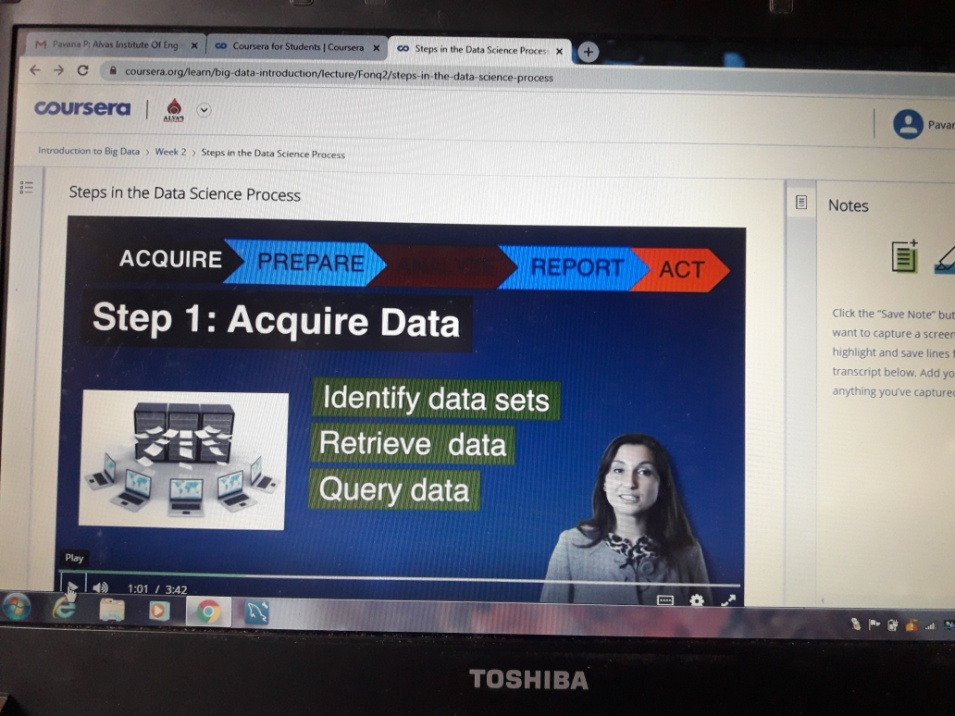 Pavana P: Alvas Institute Of Eng
Coursera for Students | Coursera
Steps in the Data Science Proces
coursera.org/learn/big-data-introduction/lecture/Fonq2/steps-in-the-data-science-process
coursera
ALVA'S
Pavan
Introduction to Big Data > Week 2 > Steps in the Data Science Process
Steps in the Data Science Process
Notes
ACQUIRE PREPARE ANALYZE REPORT ACT
Step 1: Acquire Data
Identify data sets
Retrieve data
Query data
Click the "Save Note" but
want to capture a screen
highlight and save lines f
transcript below. Add yo
anything you've capture
Play
1:01 / 3:42
TOSHIBA